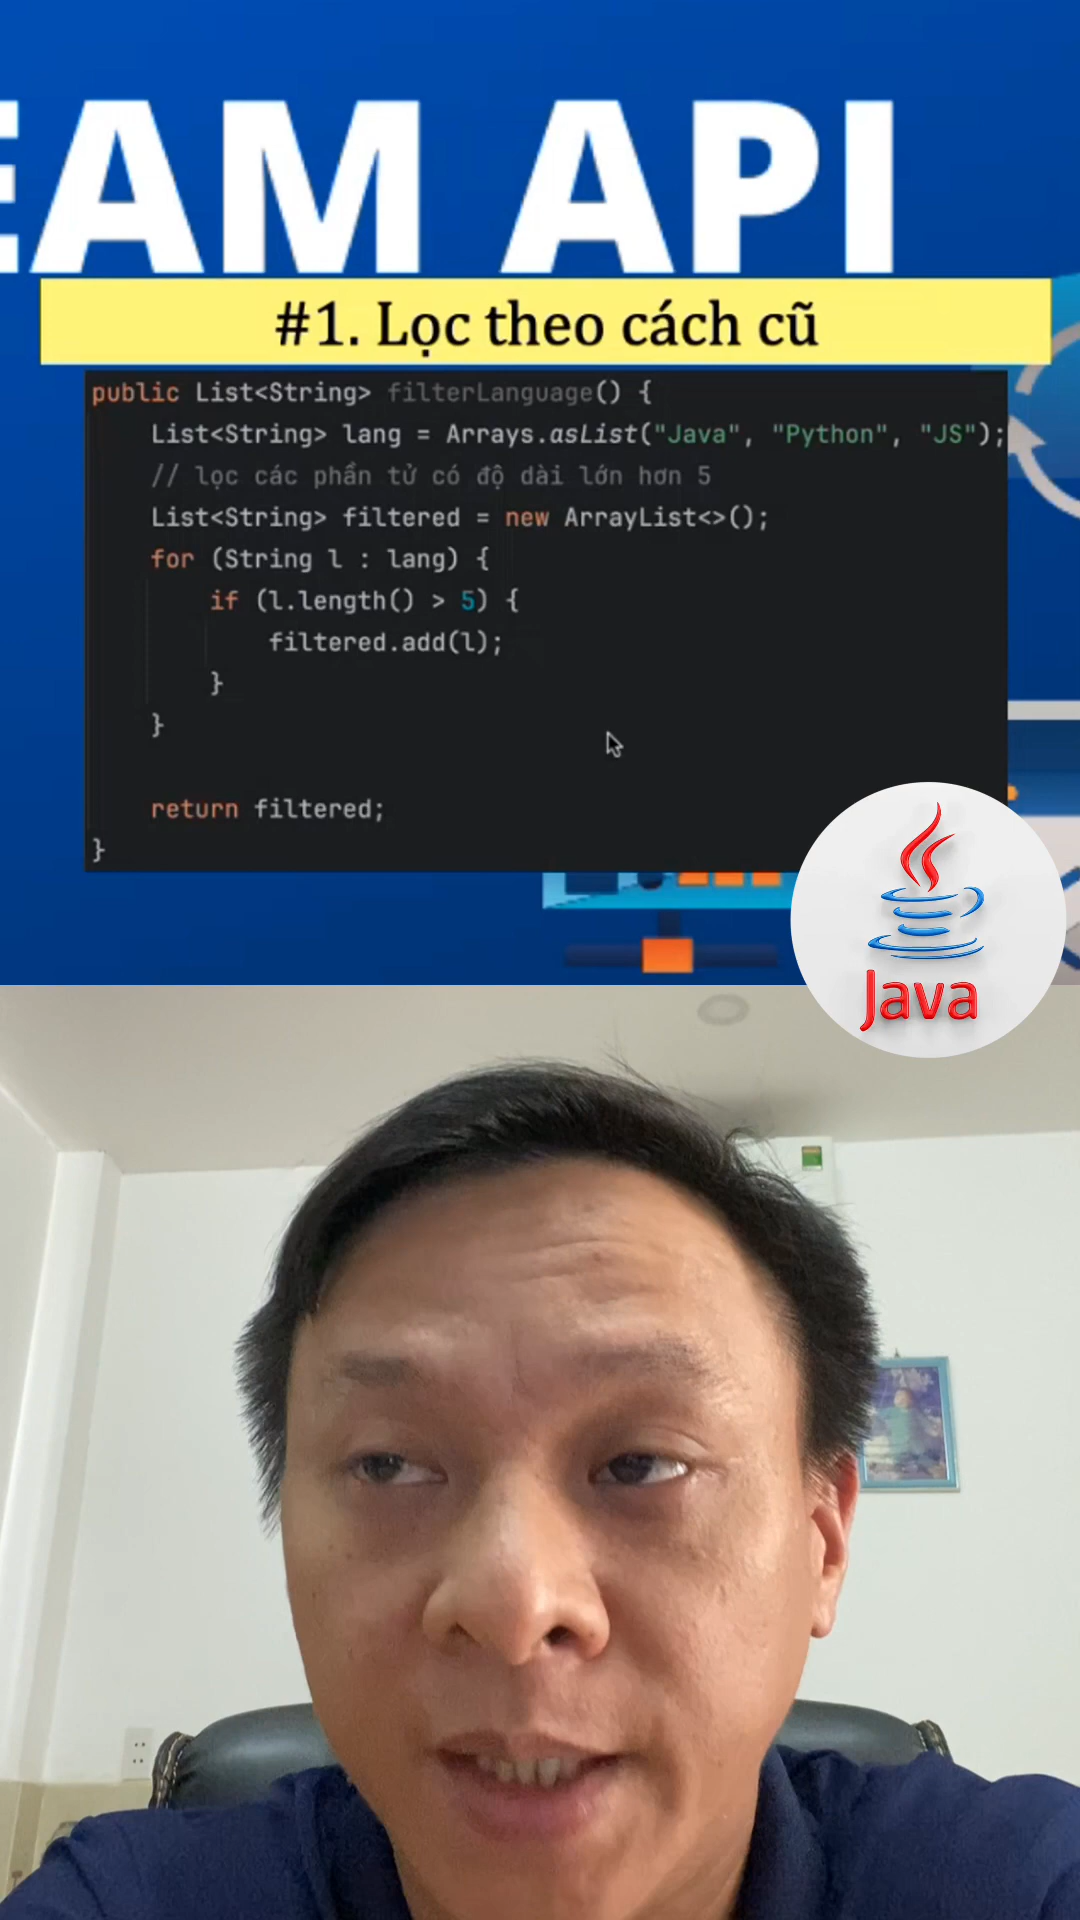 EAM API
#1. Lọc theo cách cũ
public List<String> filterLanguage() {
List<String> lang = Arrays.asList("Java", "Python", "JS");
// lọc các phần tử có độ dài lớn hơn 5
List<String> filtered = new ArrayList<>();
for (String l : lang) {
if (l.length() > 5) {
filtered.add(l);
}
}
return filtered;
}
Java